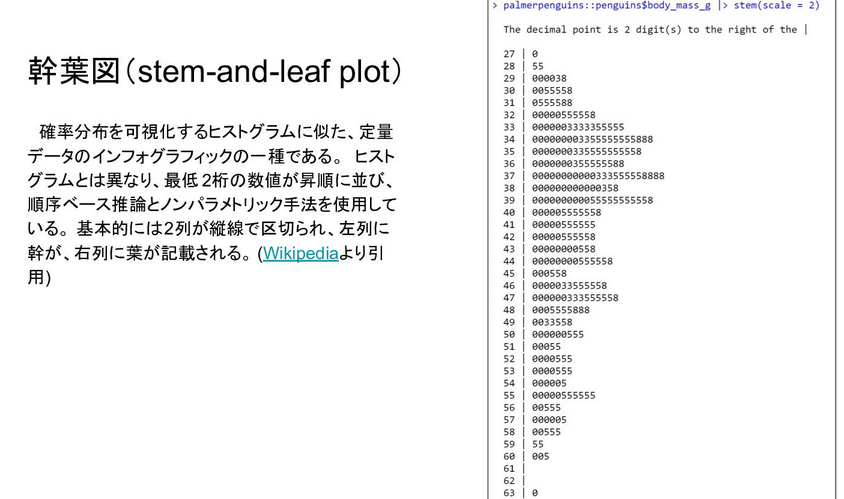 幹葉図（stem-and-leaf plot）
確率分布を可視化するヒストグラムに似た、定量
データのインフォグラフィックの一種である。 ヒスト
グラムとは異なり、最低2桁の数値が昇順に並び、
順序ベース推論とノンパラメトリック手法を使用して
いる。 基本的には2列が縦線で区切られ、左列に
幹が、右列に葉が記載される。 (Wikipediaより引
用)
> palmerpenguins::penguins$body_mass_g |> stem(scale = 2)
The decimal point is 2 digit(s) to the right of the |
27 | 0
28 | 55
29 | 000038
30 | 0055558
31 | 0555588
32 | 00000555558
33 | 0000003333355555
34 | 00000003355555555888
35 | 000000033555555558
36 | 0000000355555588
37 | 0000000000033355558888
38 | 000000000000358
39 | 00000000055555555558
40 | 000005555558
41 | 00000555555
42 | 00000555558
43 | 00000000558
44 | 00000000555558
45 | 000558
46 | 0000033555558
47 | 000000333555558
48 | 0005555888
49 | 0033558
50 | 000000555
51 | 00055
52 | 0000555
53 | 0000555
54 | 000005
55 | 00000555555
56 | 00555
57 | 000005
58 | 00555
59 | 55
60 | 005
61 |
62 |
63 | 0